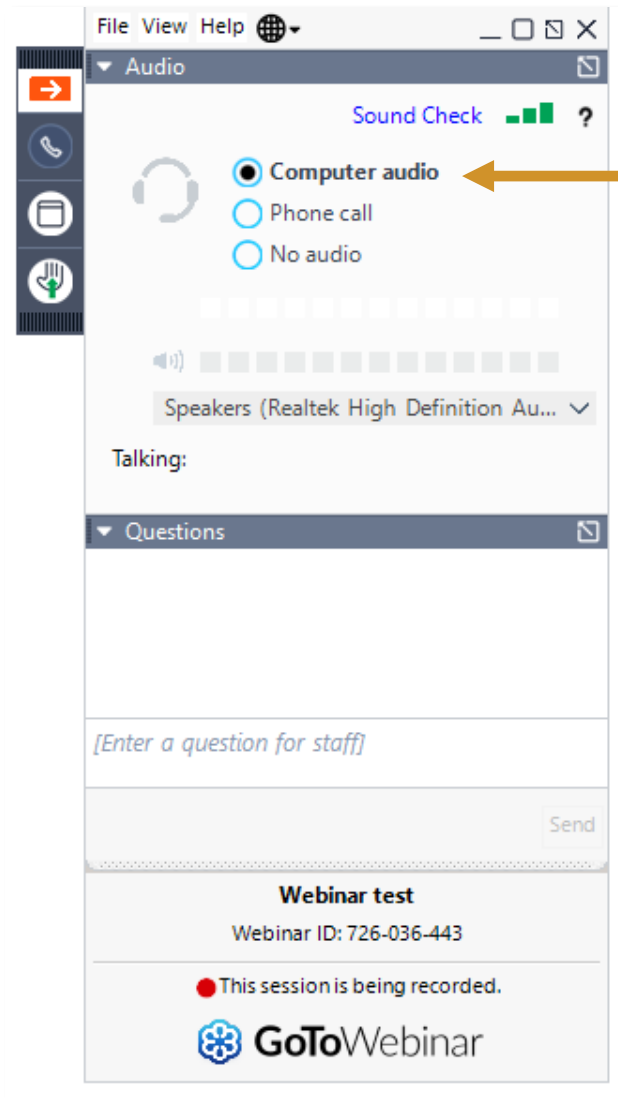 File View Help
Audio
Sound Check ?
Computer audio
Phone call
No audio
Speakers (Realtek High Definition Au...
Talking:
Questions
[Enter a question for staff]
Send
Webinar test
Webinar ID: 726-036-443
This session is being recorded.
GoToWebinar